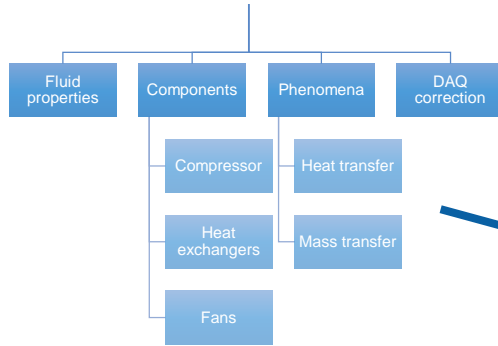 Fluid
properties
Components
Phenomena
DAQ
correction
Compressor
Heat transfer
Heat
exchangers
Mass transfer
Fans